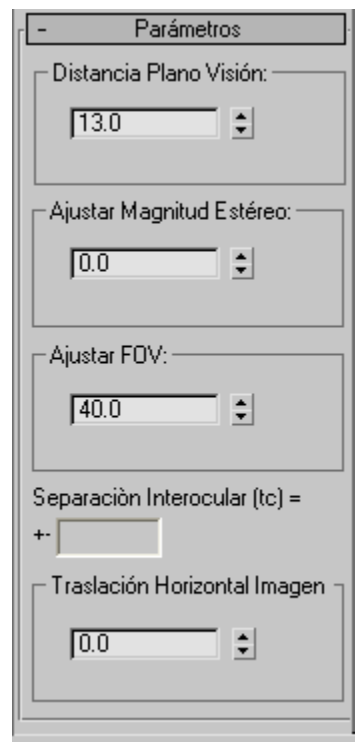 - Parámetros
Distancia Plano Visión:
13.0
Ajustar Magnitud Estéreo:
0.0
Ajustar FOV:
40.0
Separaciòn Interocular (tc) =
+-
Traslación Horizontal Imagen
0.0